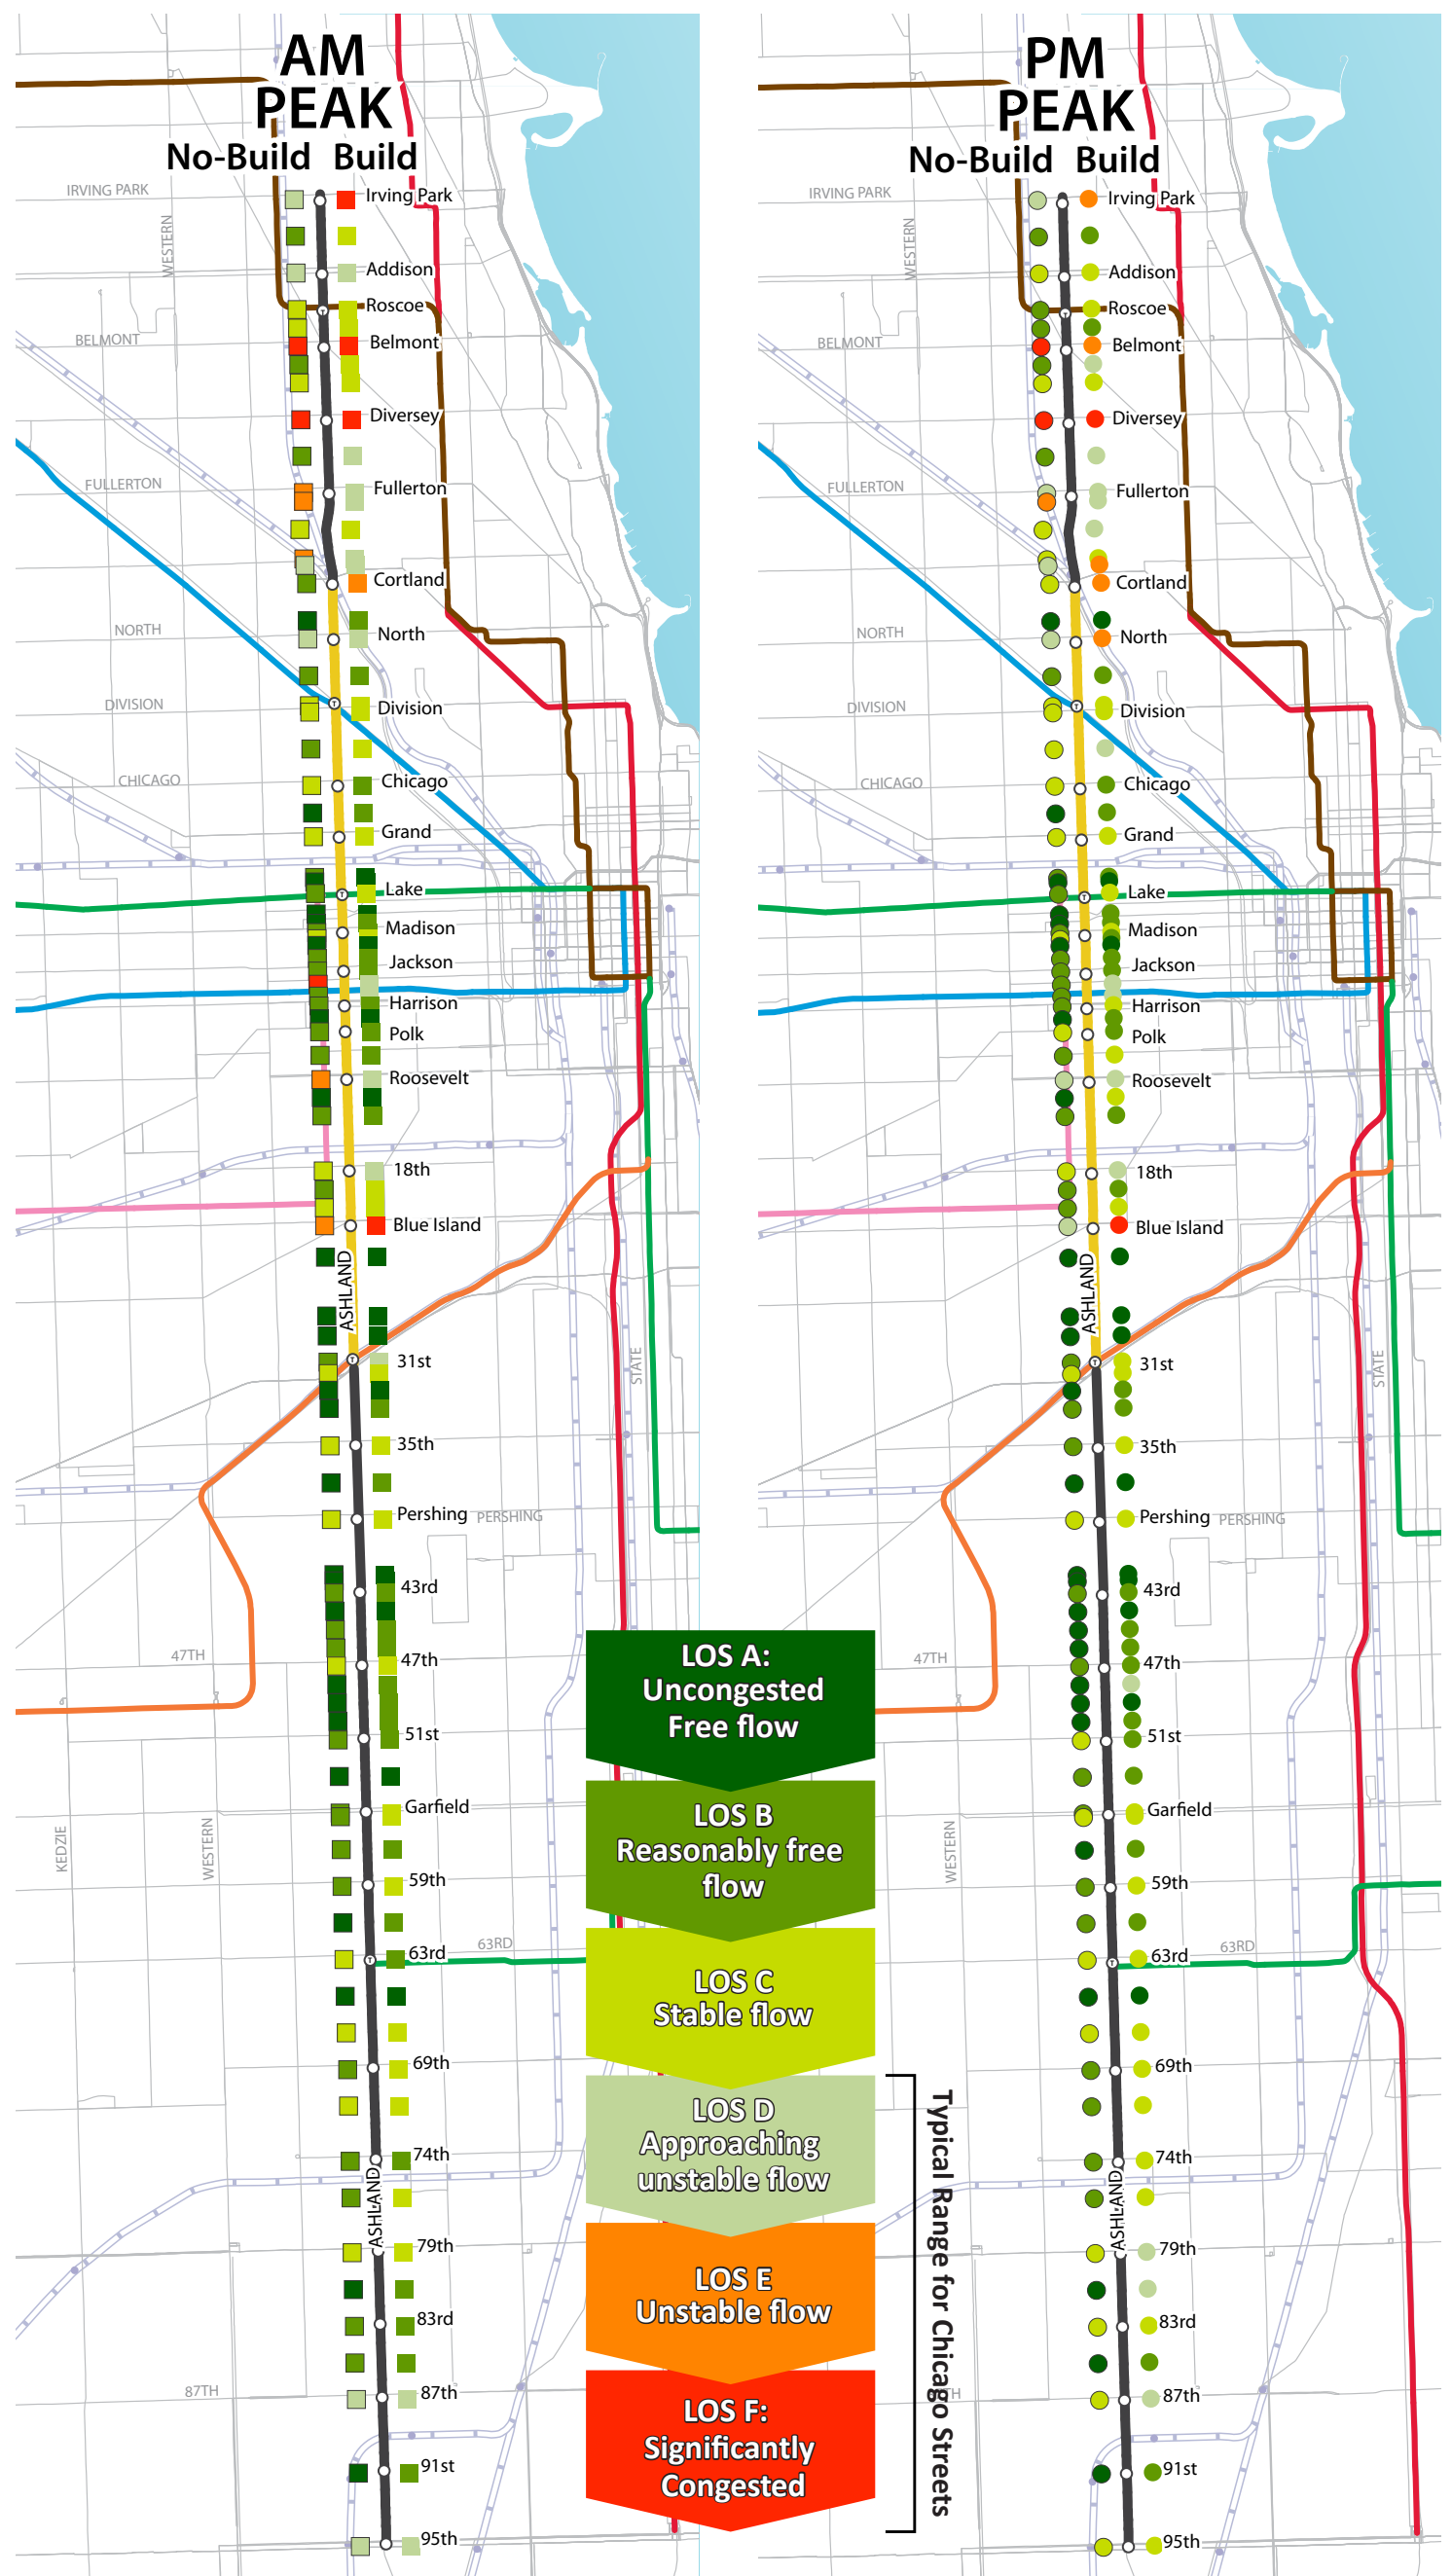 AM
PEAK
No-Build Build
IRVING PARK
WESTERN
BELMONT
FULLERTON
NORTH
DIVISION
CHICAGO
Irving Park
Addison
Roscoe
Belmont
Diversey
Fullerton
Cortland
North
Division
Chicago
Grand
Lake
Madison
Jackson
Harrison
Polk
Roosevelt
18th
Blue Island
ASHLAND
31st
STATE
35th
Pershing
PERSHING
43rd
47TH
47th
51st
Garfield
KEDZIE
WESTERN
59th
63rd
63RD
69th
74th
ASHLAND
79th
83rd
87TH
87th
91st
95th
PM
PEAK
No-Build Build
IRVING PARK
WESTERN
BELMONT
FULLERTON
NORTH
DIVISION
CHICAGO
Irving Park
Addison
Roscoe
Belmont
Diversey
Fullerton
Cortland
North
Division
Chicago
Grand
Lake
Madison
Jackson
Harrison
Polk
Roosevelt
18th
Blue Island
ASHLAND
31st
STATE
35th
Pershing
PERSHING
43rd
47TH
47th
51st
Garfield
WESTERN
59th
63rd
63RD
69th
74th
ASHLAND
79th
83rd
87th
91st
95th
LOS A:
Uncongested
Free flow
LOS B
Reasonably free
flow
LOS C
Stable flow
LOS D
Approaching
unstable flow
LOS E
Unstable flow
LOS F:
Significantly
Congested
Typical Range for Chicago Streets